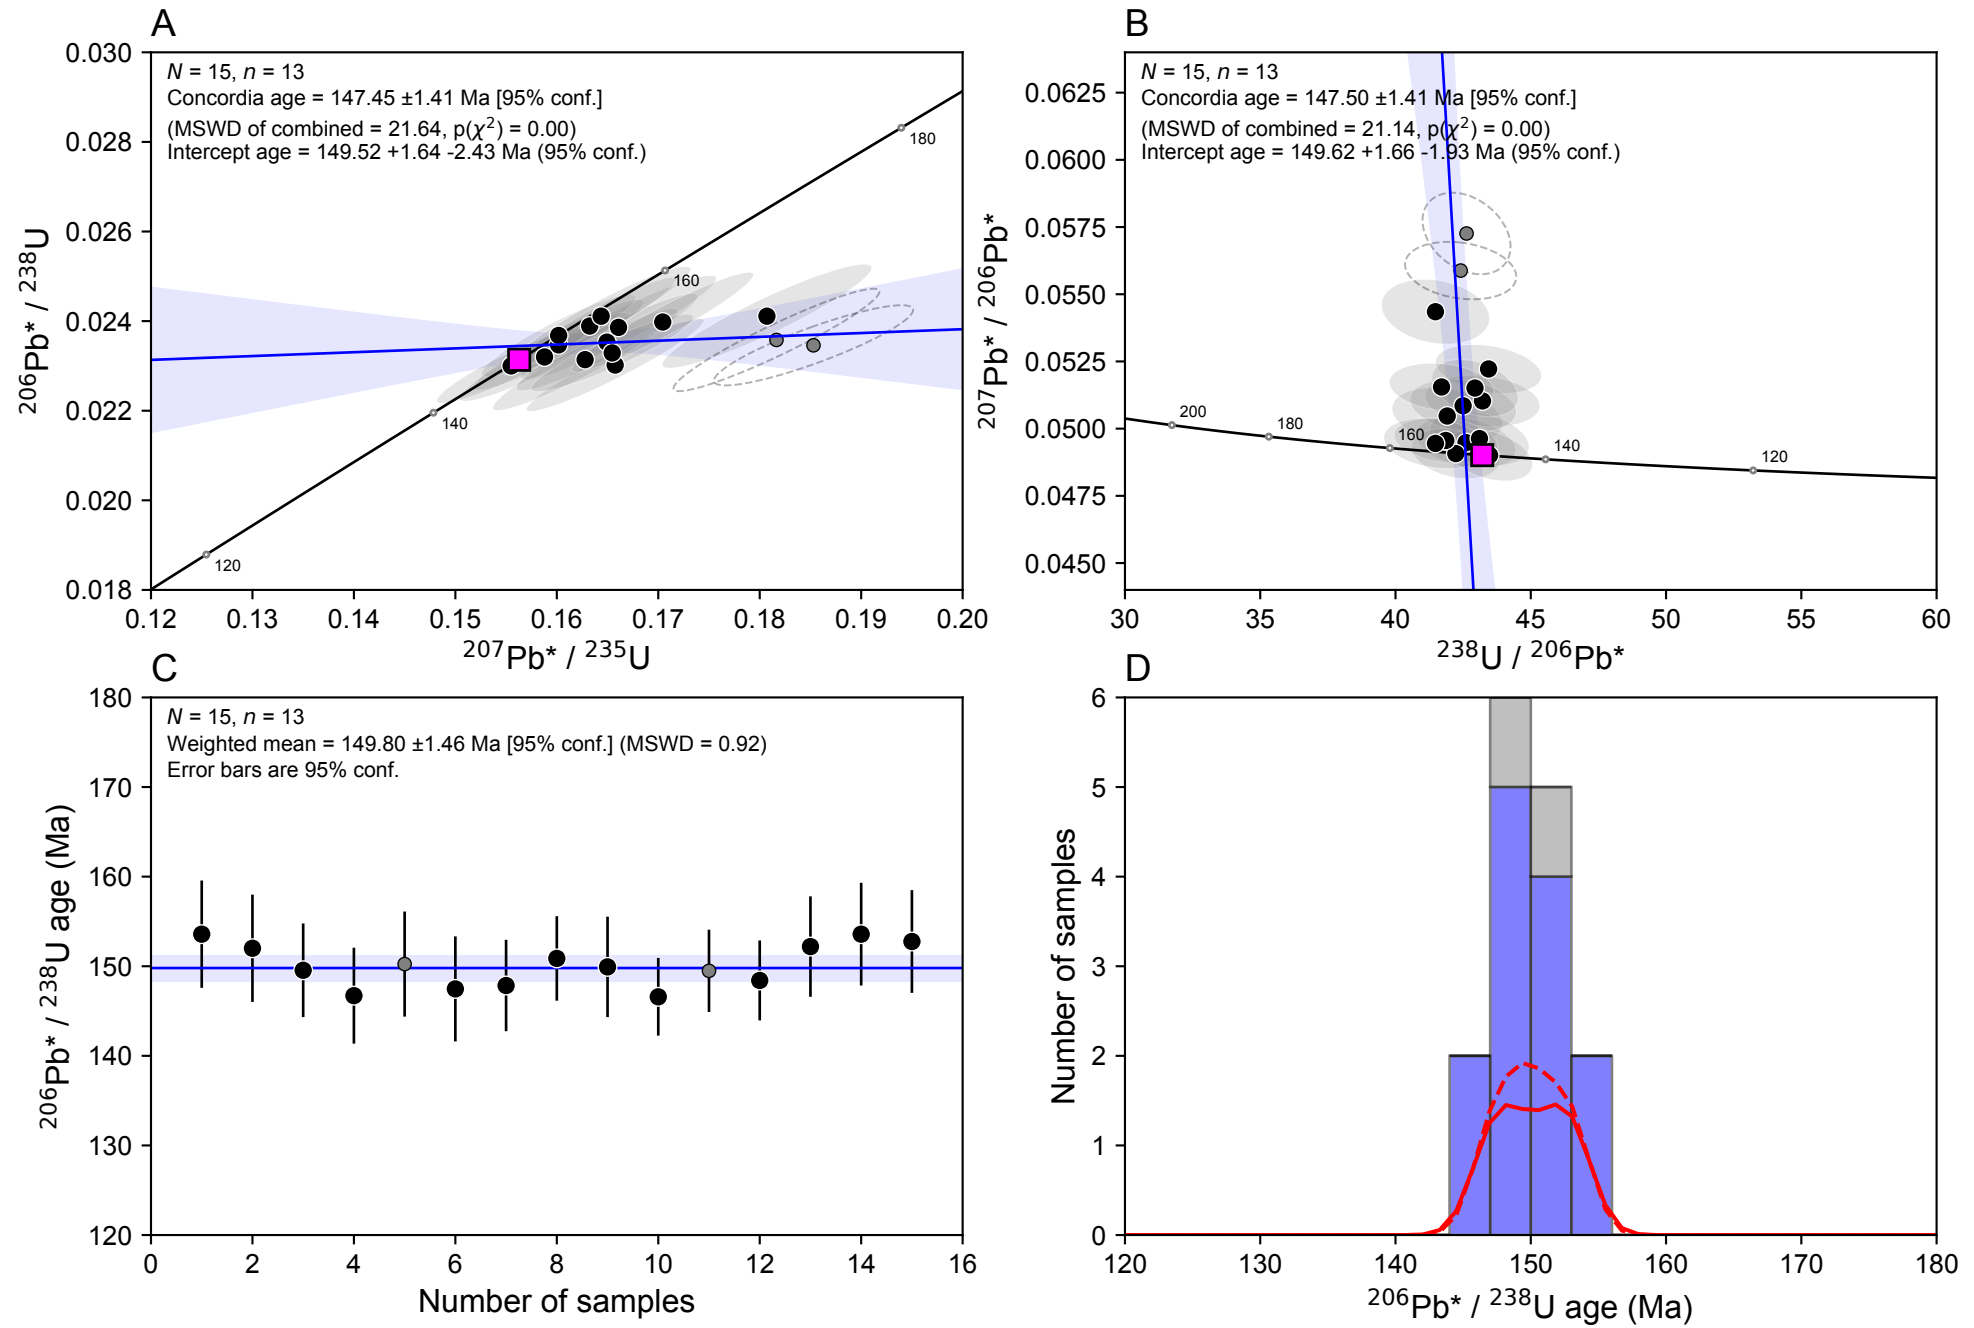 A
N = 15, n = 13
Concordia age = 147.45 ±1.41 Ma [95% conf.]
(MSWD of combined = 21.64, p(χ²) = 0.00)
Intercept age = 149.52 +1.64 -2.43 Ma (95% conf.)
0.030
0.028
0.026
0.024
0.022
0.020
0.018
²⁰⁶Pb* / ²³⁸U
180
160
140
120
0.12 0.13 0.14 0.15 0.16 0.17 0.18 0.19 0.20
²⁰⁷Pb* / ²³⁵U
B
N = 15, n = 13
Concordia age = 147.50 ±1.41 Ma [95% conf.]
(MSWD of combined = 21.14, p(χ²) = 0.00)
Intercept age = 149.62 +1.66 -1.93 Ma (95% conf.)
0.0625
0.0600
0.0575
0.0550
0.0525
0.0500
0.0475
0.0450
²⁰⁷Pb* / ²⁰⁶Pb*
200 180 160 140 120
30 35 40 45 50 55 60
²³⁸U / ²⁰⁶Pb*
C
N = 15, n = 13
Weighted mean = 149.80 ±1.46 Ma [95% conf.] (MSWD = 0.92)
Error bars are 95% conf.
180
170
160
150
140
130
120
²⁰⁶Pb* / ²³⁸U age (Ma)
0 2 4 6 8 10 12 14 16
Number of samples
D
6
5
4
3
2
1
0
Number of samples
120 130 140 150 160 170 180
²⁰⁶Pb* / ²³⁸U age (Ma)